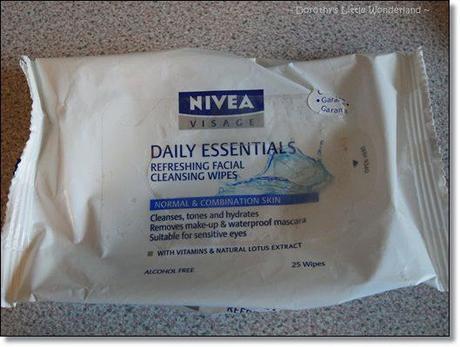 ~ Dorothy's Little Wonderland ~
NIVEA
VISAGE
DAILY ESSENTIALS
REFRESHING FACIAL
CLEANSING WIPES
NORMAL & COMBINATION SKIN
Cleanses, tones and hydrates
Removes make-up & waterproof mascara
Suitable for sensitive eyes
WITH VITAMINS & NATURAL LOTUS EXTRACT
ALCOHOL FREE
25 Wipes